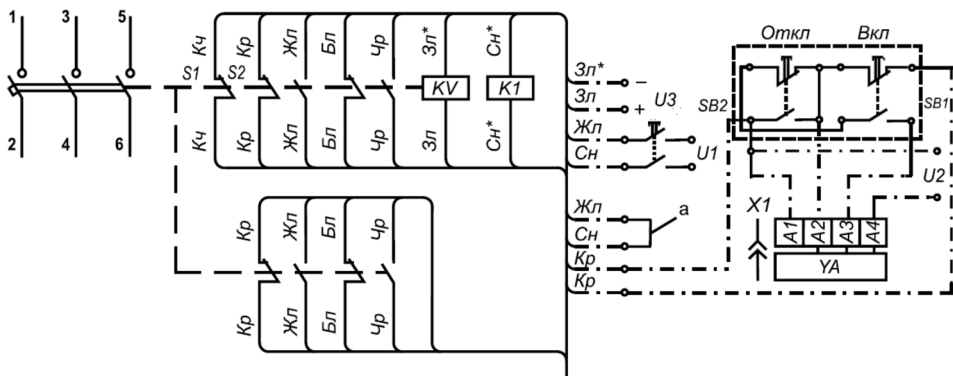 1 3 5
2 4 6
S1 S2
Кч Кр Жл Бл Чр Зл* Сн*
KV K1
Кч Кр Жл Бл Чр Зл Сн*
Кр Жл Бл Чр
Кр Жл Бл Чр
Зл* −
Зл +
Жл U3
Сн U1
Жл а
Сн
Кр
Кр
Откл Вкл
SB2 SB1
U2
X1
A1 A2 A3 A4
YA